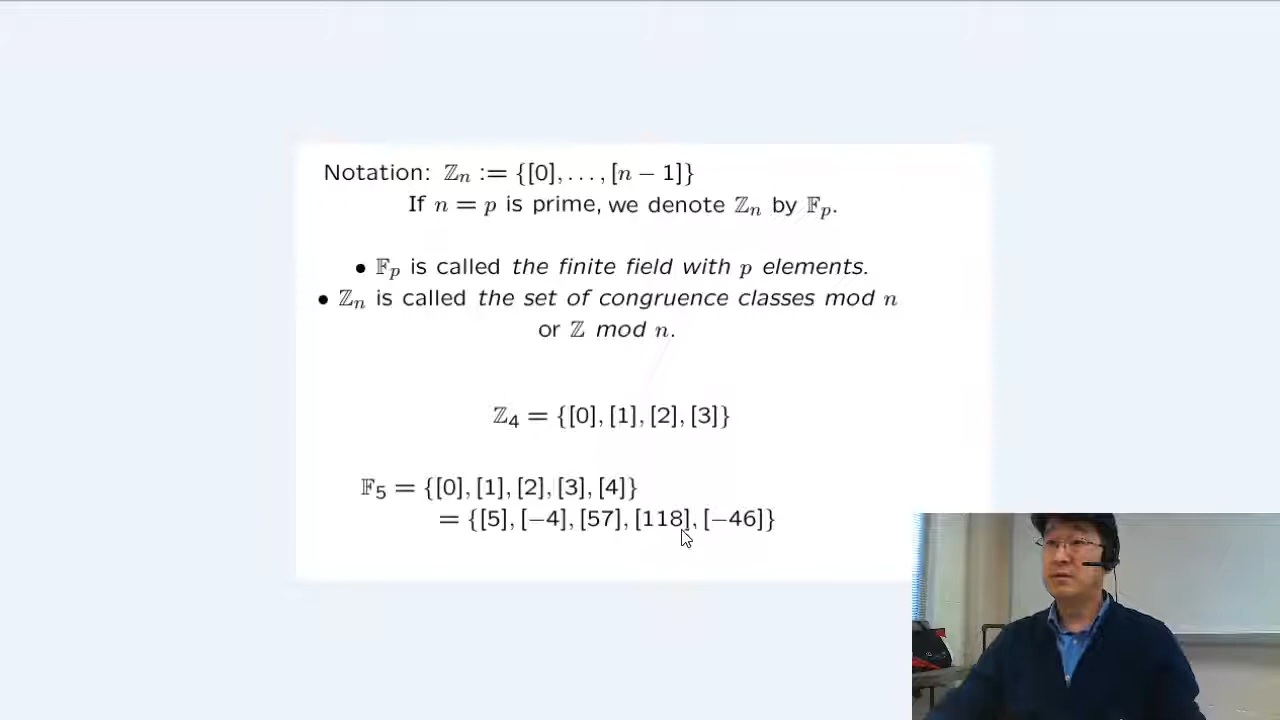 Notation: ℤₙ := {[0], . . . , [n − 1]}
If n = p is prime, we denote ℤₙ by 𝔽ₚ.
• 𝔽ₚ is called the finite field with p elements.
• ℤₙ is called the set of congruence classes mod n
or ℤ mod n.
ℤ₄ = {[0], [1], [2], [3]}
𝔽₅ = {[0], [1], [2], [3], [4]}
= {[5], [−4], [57], [118], [−46]}